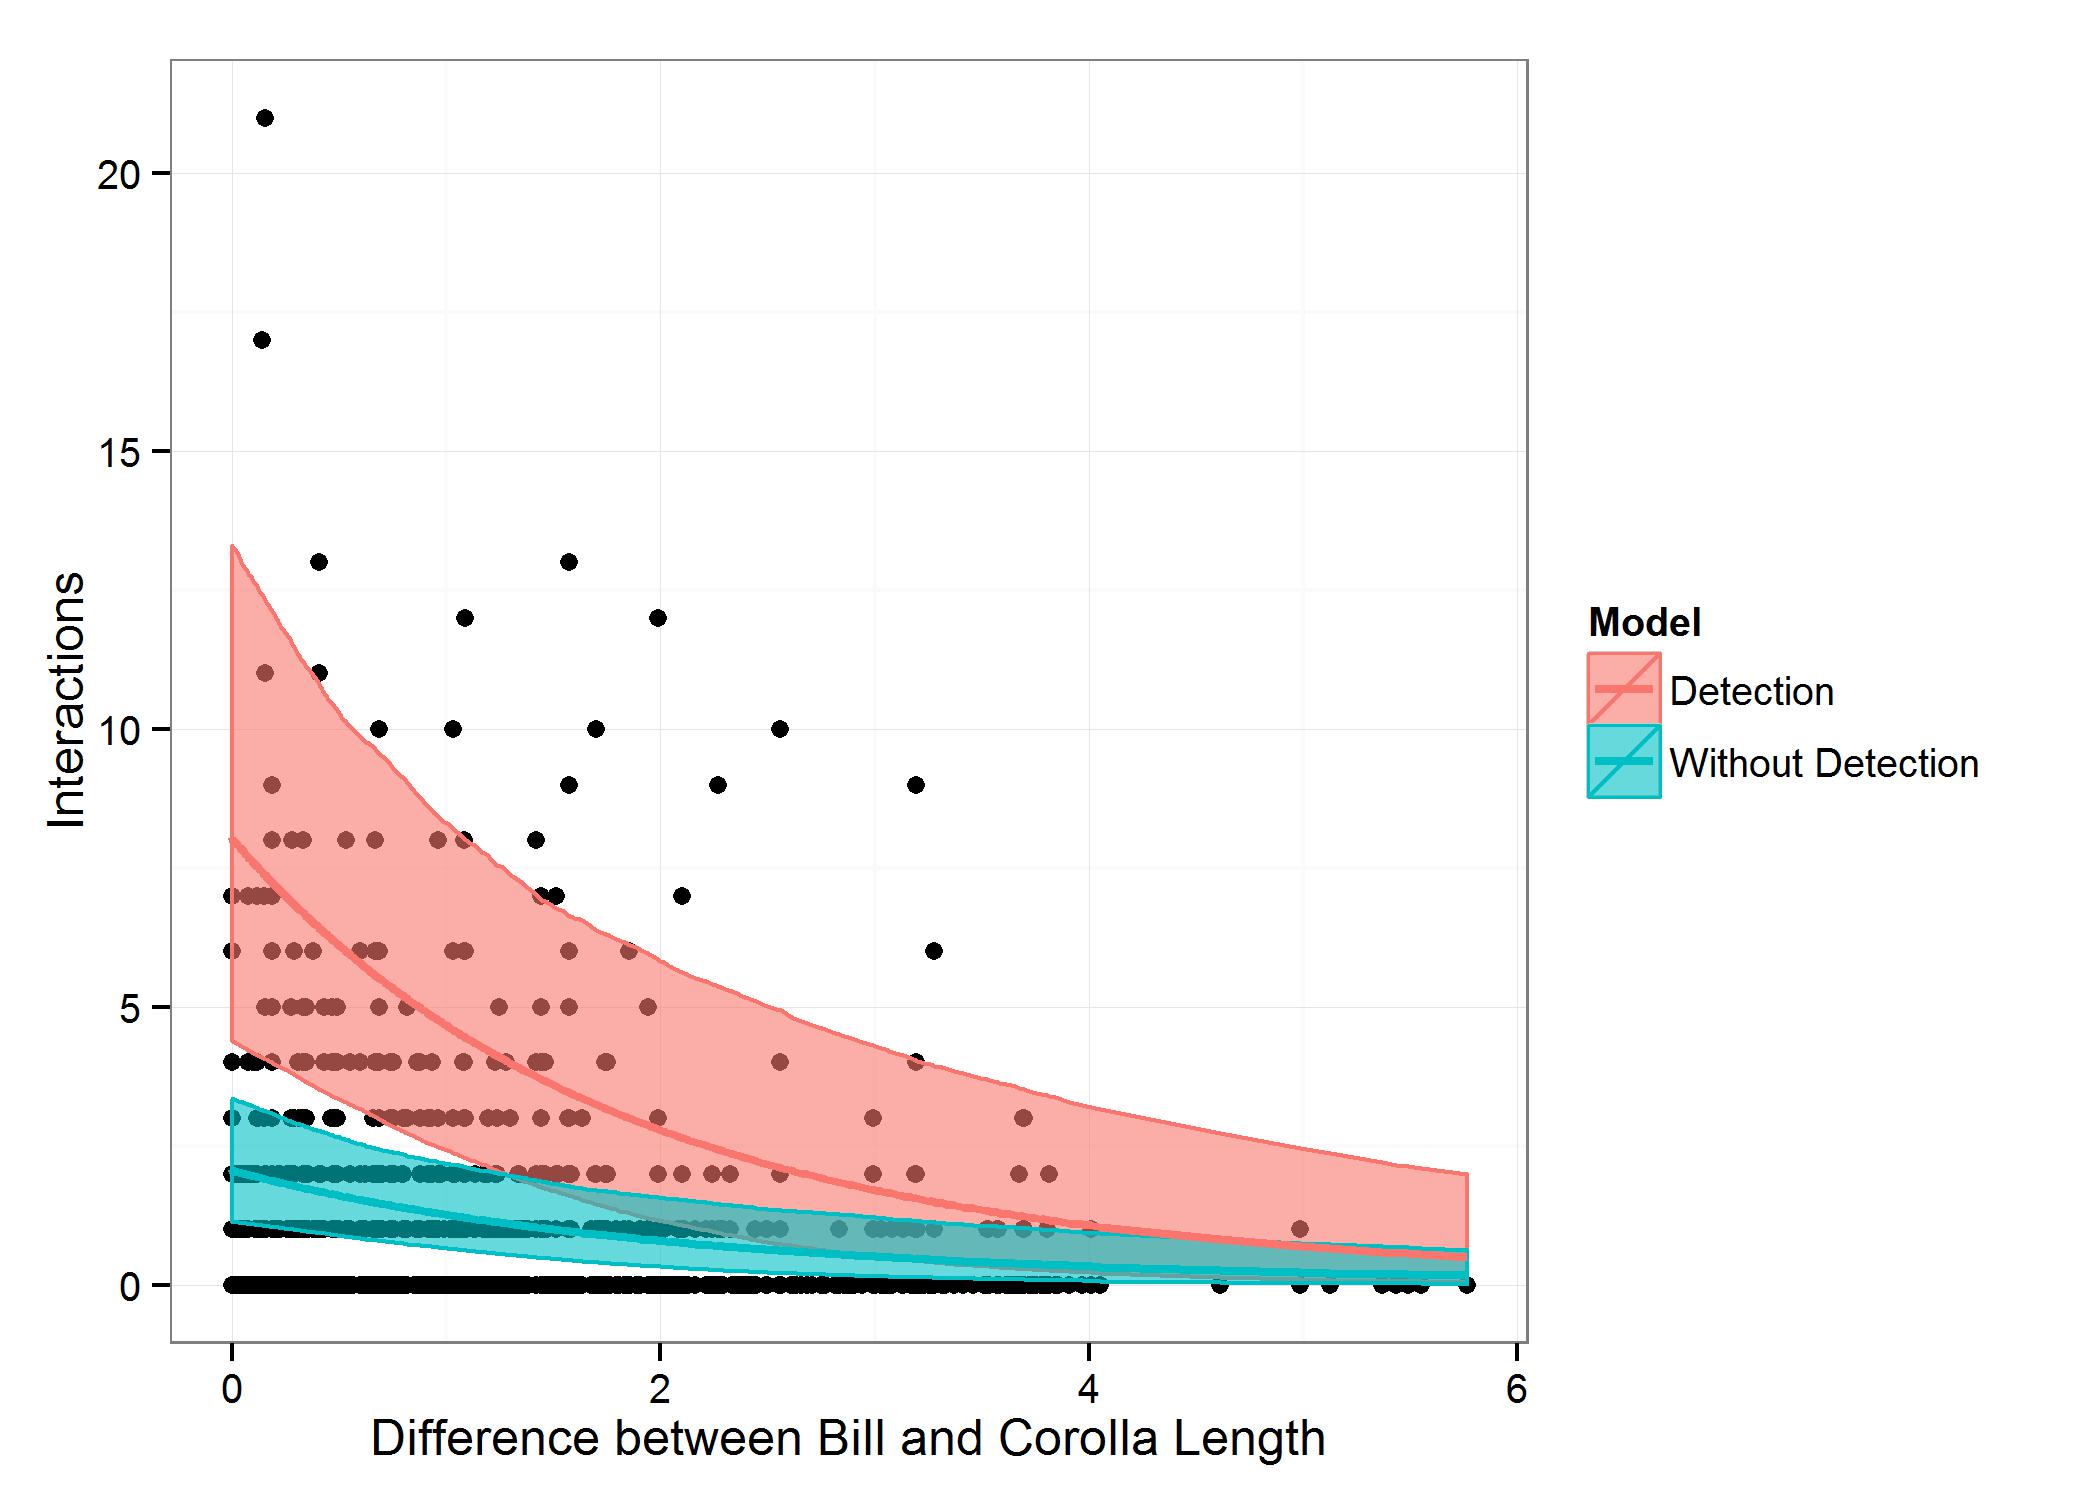 20
15
10
5
0
Interactions
0 2 4 6
Difference between Bill and Corolla Length
Model
Detection
Without Detection